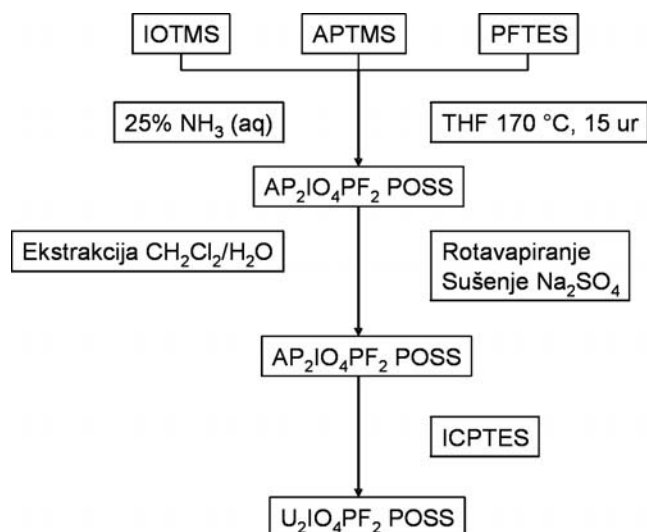 IOTMS
APTMS
PFTES
25% NH₃ (aq)
THF 170 °C, 15 ur
AP₂IO₄PF₂ POSS
Ekstrakcija CH₂Cl₂/H₂O
Rotavapiranje
Sušenje Na₂SO₄
AP₂IO₄PF₂ POSS
ICPTES
U₂IO₄PF₂ POSS